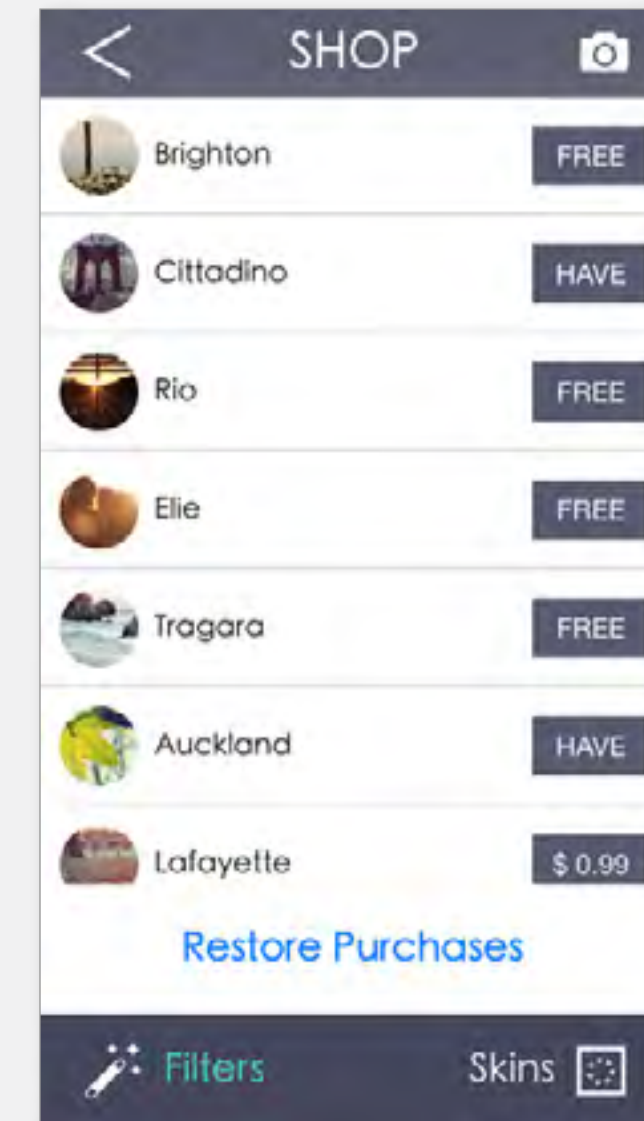 SHOP
Brighton FREE
Cittadino HAVE
Rio FREE
Elie FREE
Tragara FREE
Auckland HAVE
Lafayette $ 0.99
Restore Purchases
Filters Skins